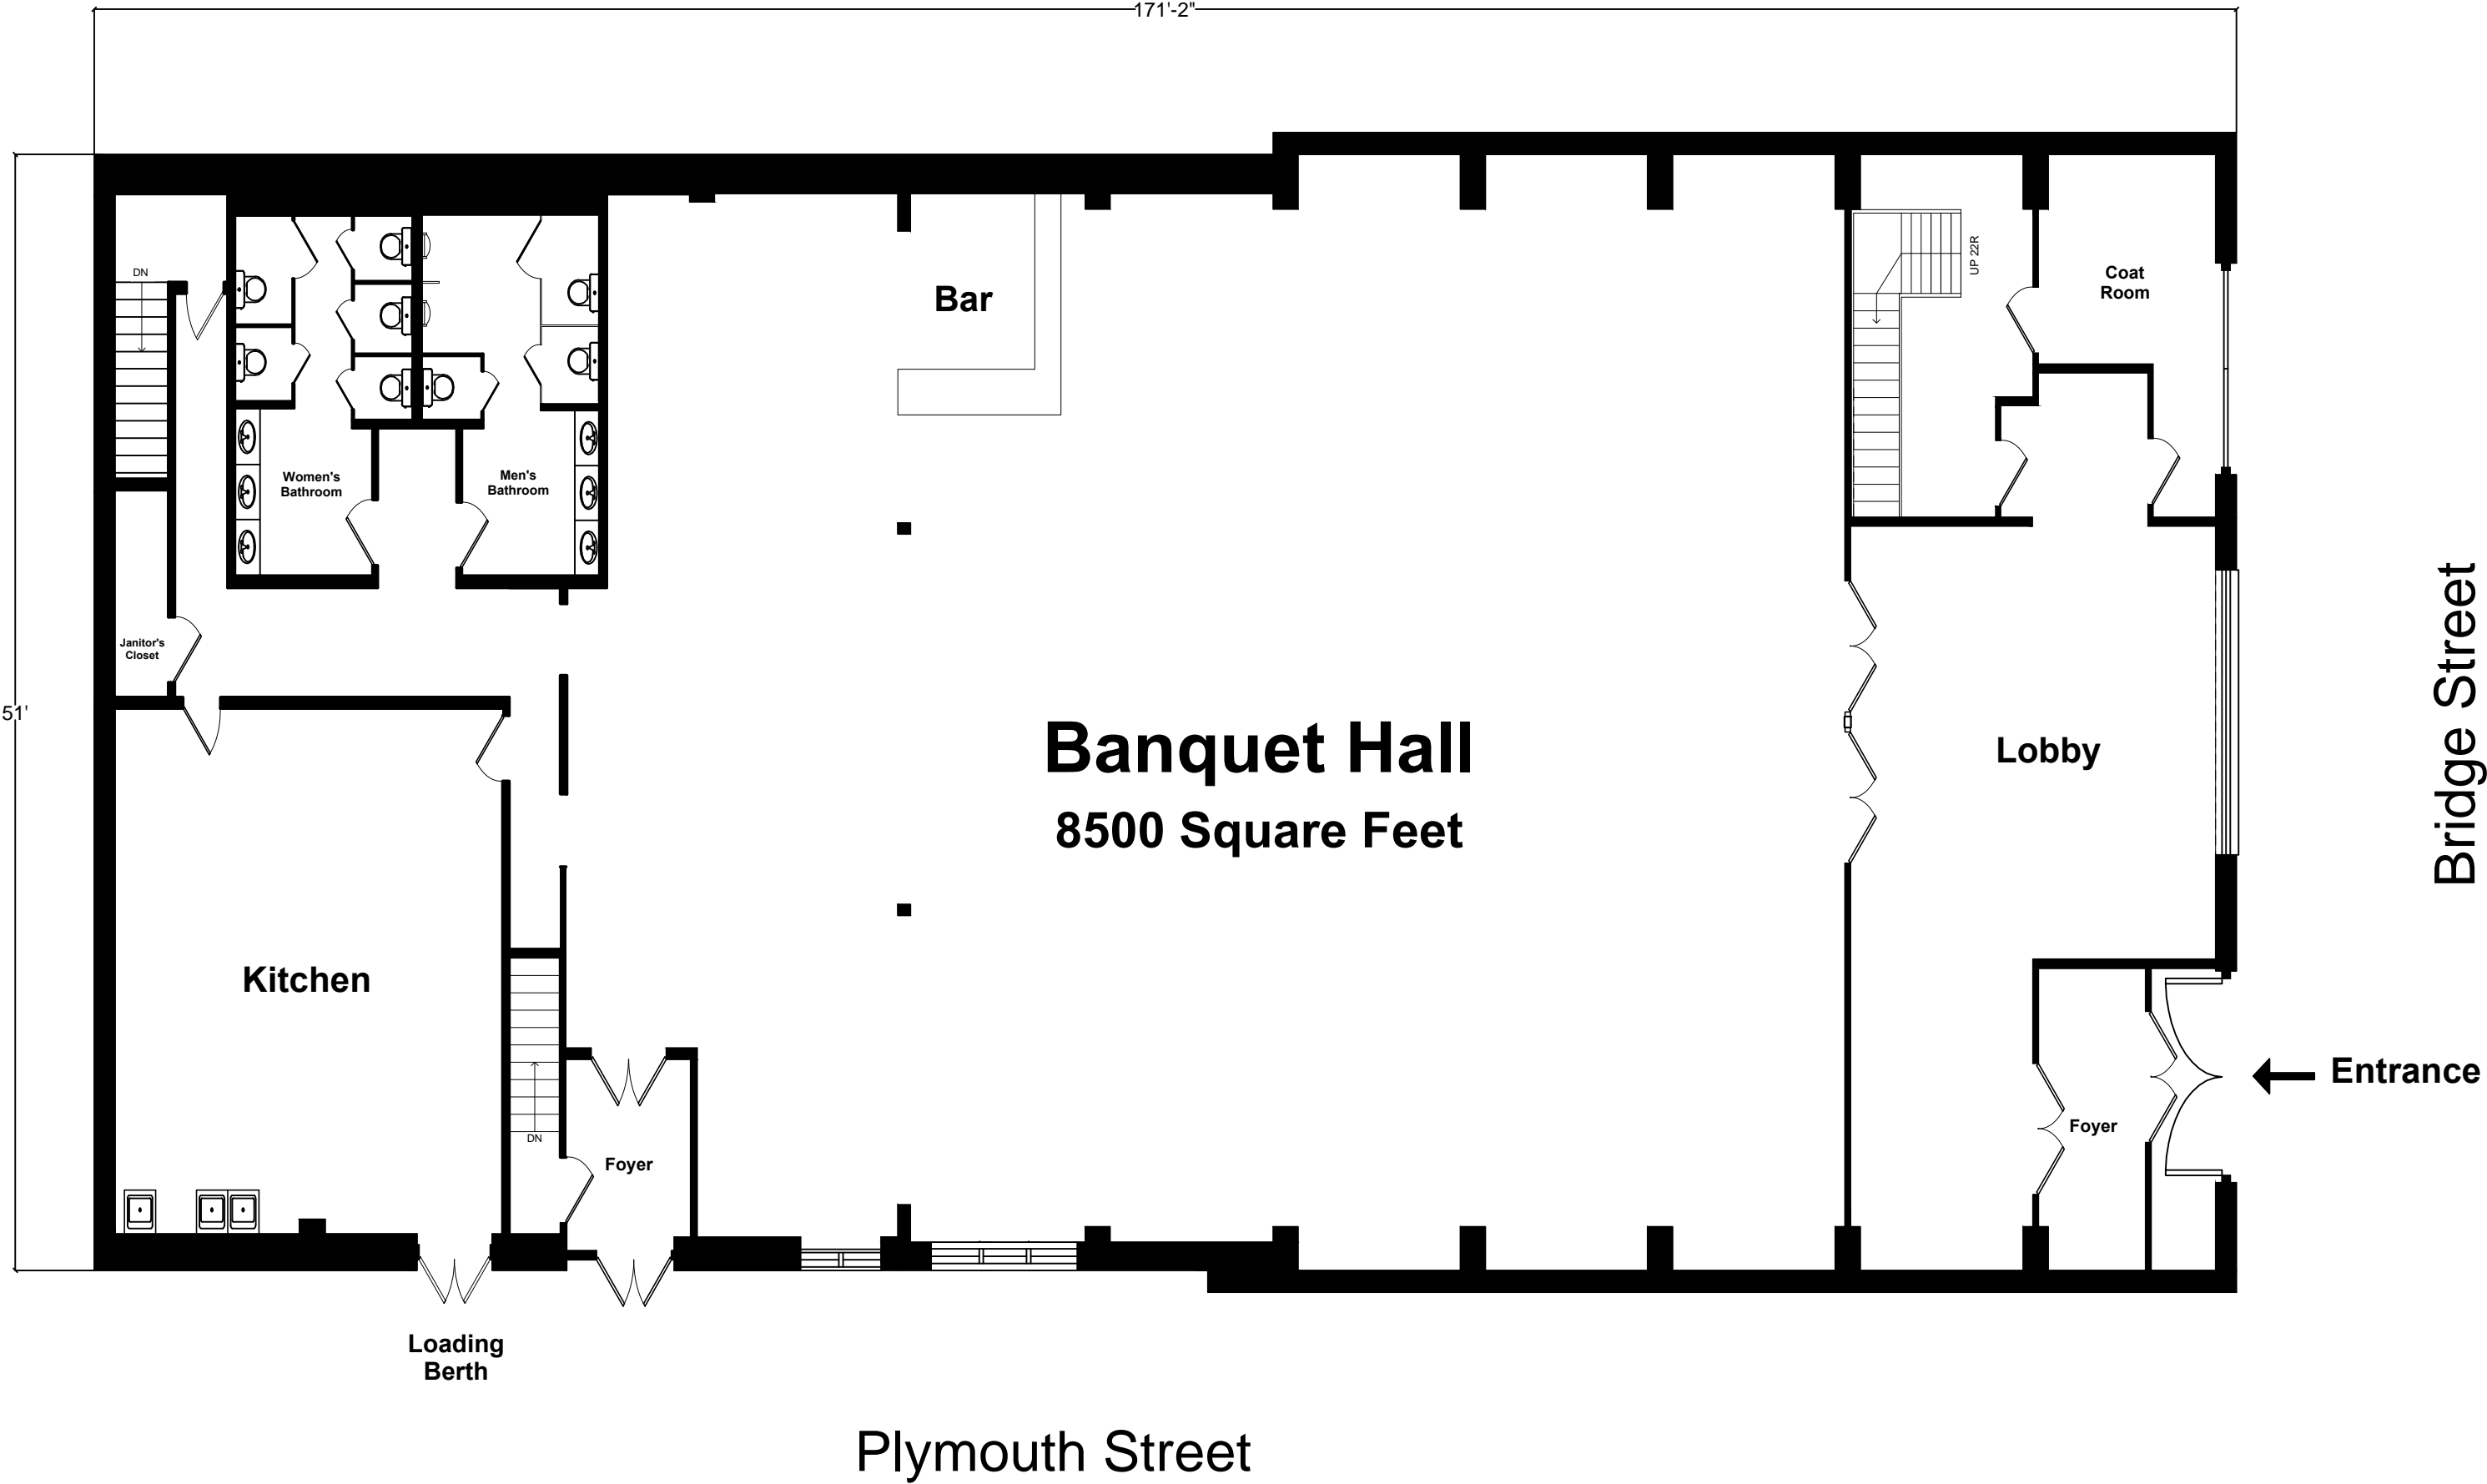 171'-2"
DN
UP 22R
Coat
Room
Bar
Women's
Bathroom
Men's
Bathroom
Janitor's
Closet
51'
Banquet Hall
8500 Square Feet
Lobby
Bridge Street
Kitchen
Entrance
Foyer
DN
Foyer
Loading
Berth
Plymouth Street